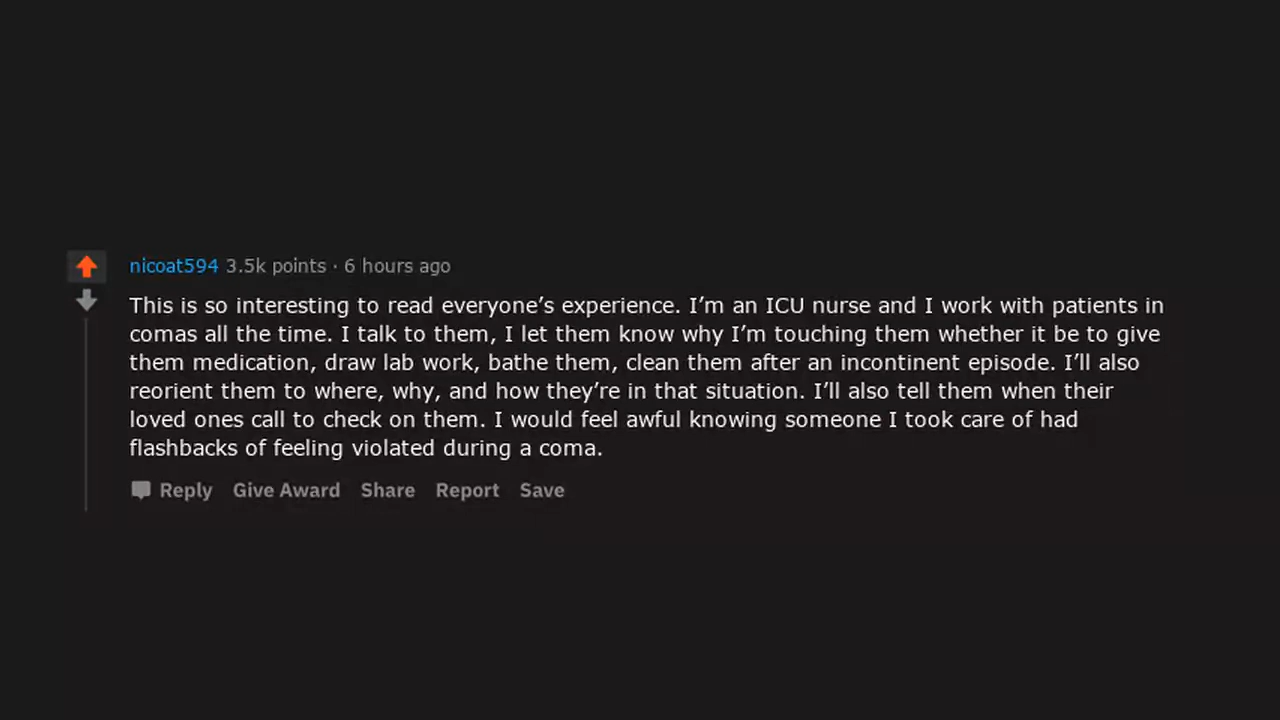 nicoat594 3.5k points · 6 hours ago
This is so interesting to read everyone’s experience. I’m an ICU nurse and I work with patients in
comas all the time. I talk to them, I let them know why I’m touching them whether it be to give
them medication, draw lab work, bathe them, clean them after an incontinent episode. I’ll also
reorient them to where, why, and how they’re in that situation. I’ll also tell them when their
loved ones call to check on them. I would feel awful knowing someone I took care of had
flashbacks of feeling violated during a coma.
Reply Give Award Share Report Save